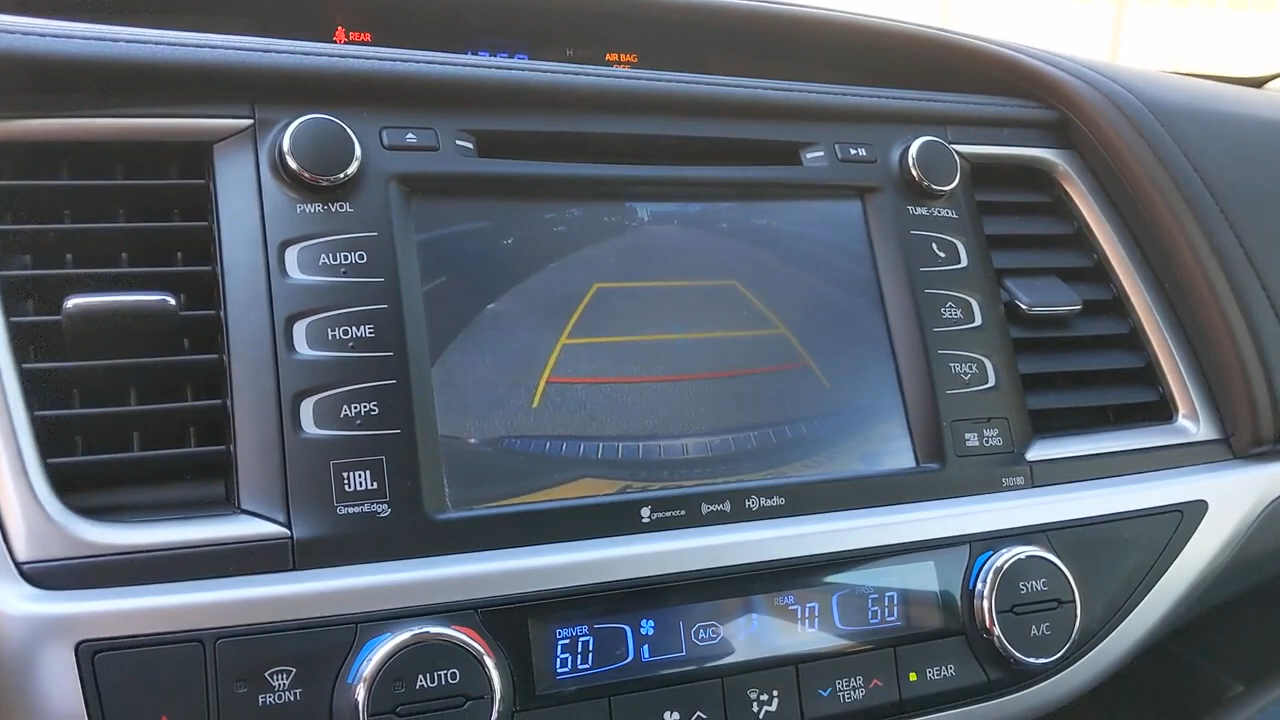 REAR
AIR BAG
PWR•VOL
TUNE•SCROLL
AUDIO
HOME
SEEK
APPS
TRACK
MAP
CARD
JBL
GreenEdge
510180
gracenote
((XM))
HD Radio
SYNC
A/C
DRIVER
60
A/C
REAR
70
PASS
60
AUTO
FRONT
REAR
TEMP
REAR